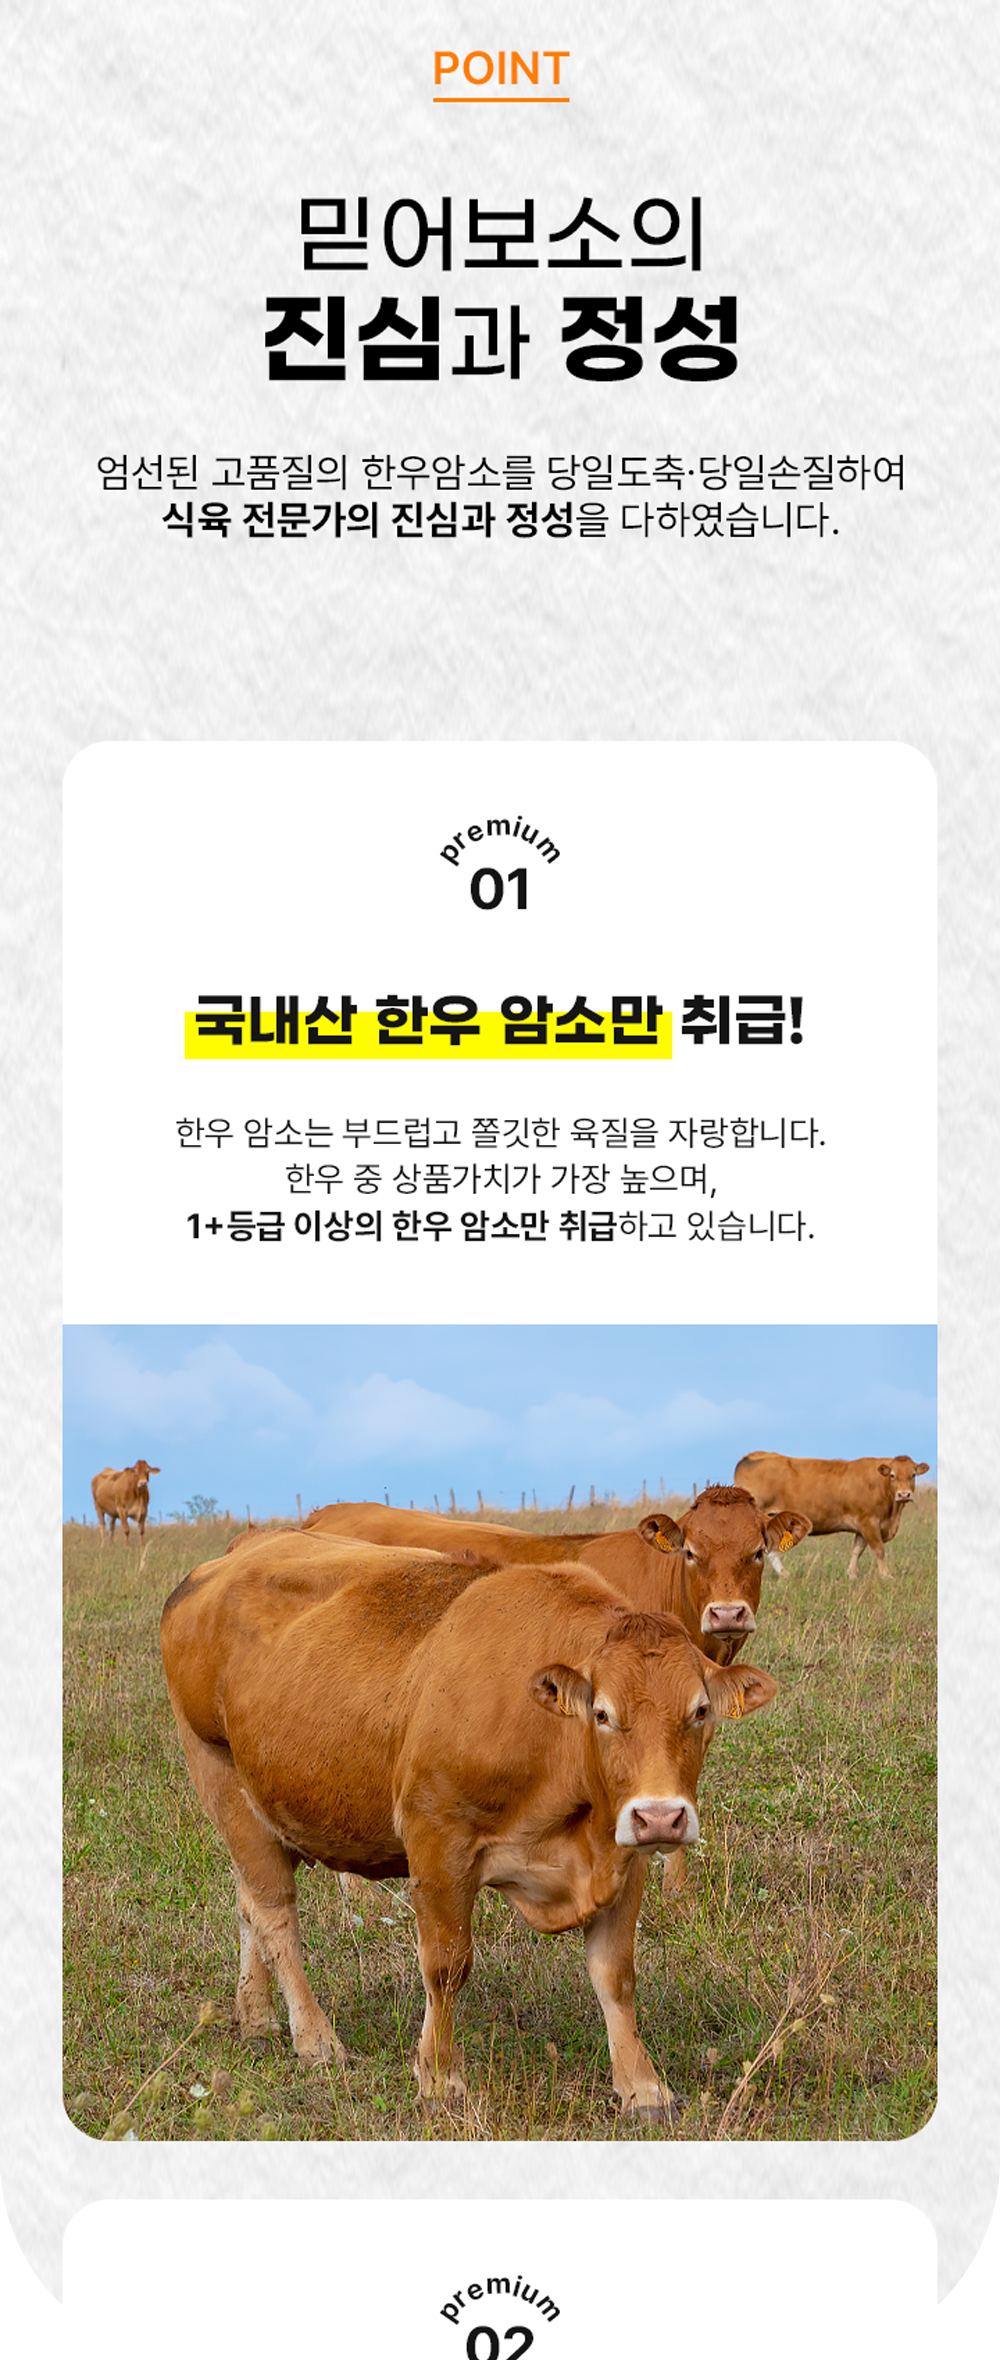 POINT
믿어보소의
진심과 정성
엄선된 고품질의 한우암소를 당일도축·당일손질하여
식육 전문가의 진심과 정성을 다하였습니다.
premium
01
국내산 한우 암소만 취급!
한우 암소는 부드럽고 쫄깃한 육질을 자랑합니다.
한우 중 상품가치가 가장 높으며,
1+등급 이상의 한우 암소만 취급하고 있습니다.
premium
02